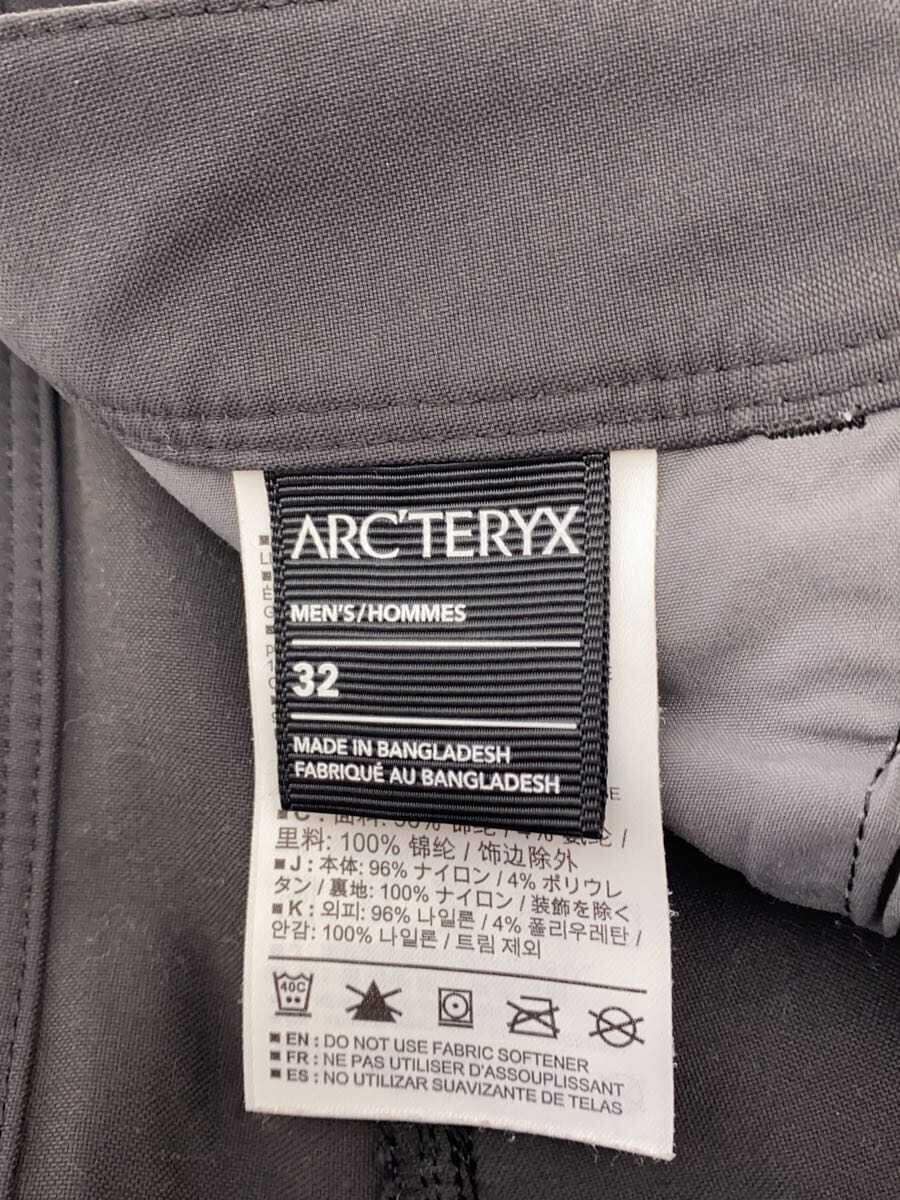 ARC'TERYX
MEN'S/HOMMES
32
MADE IN BANGLADESH
FABRIQUÉ AU BANGLADESH
里料: 100% 锦纶 / 饰边除外
■ J : 本体: 96% ナイロン / 4% ポリウレ
タン / 裏地: 100% ナイロン / 装飾を除く
■ K : 외피: 96% 나일론 / 4% 폴리우레탄 /
안감: 100% 나일론 / 트림 제외
40C
■ EN : DO NOT USE FABRIC SOFTENER
■ FR : NE PAS UTILISER D'ASSOUPLISSANT
■ ES : NO UTILIZAR SUAVIZANTE DE TELAS